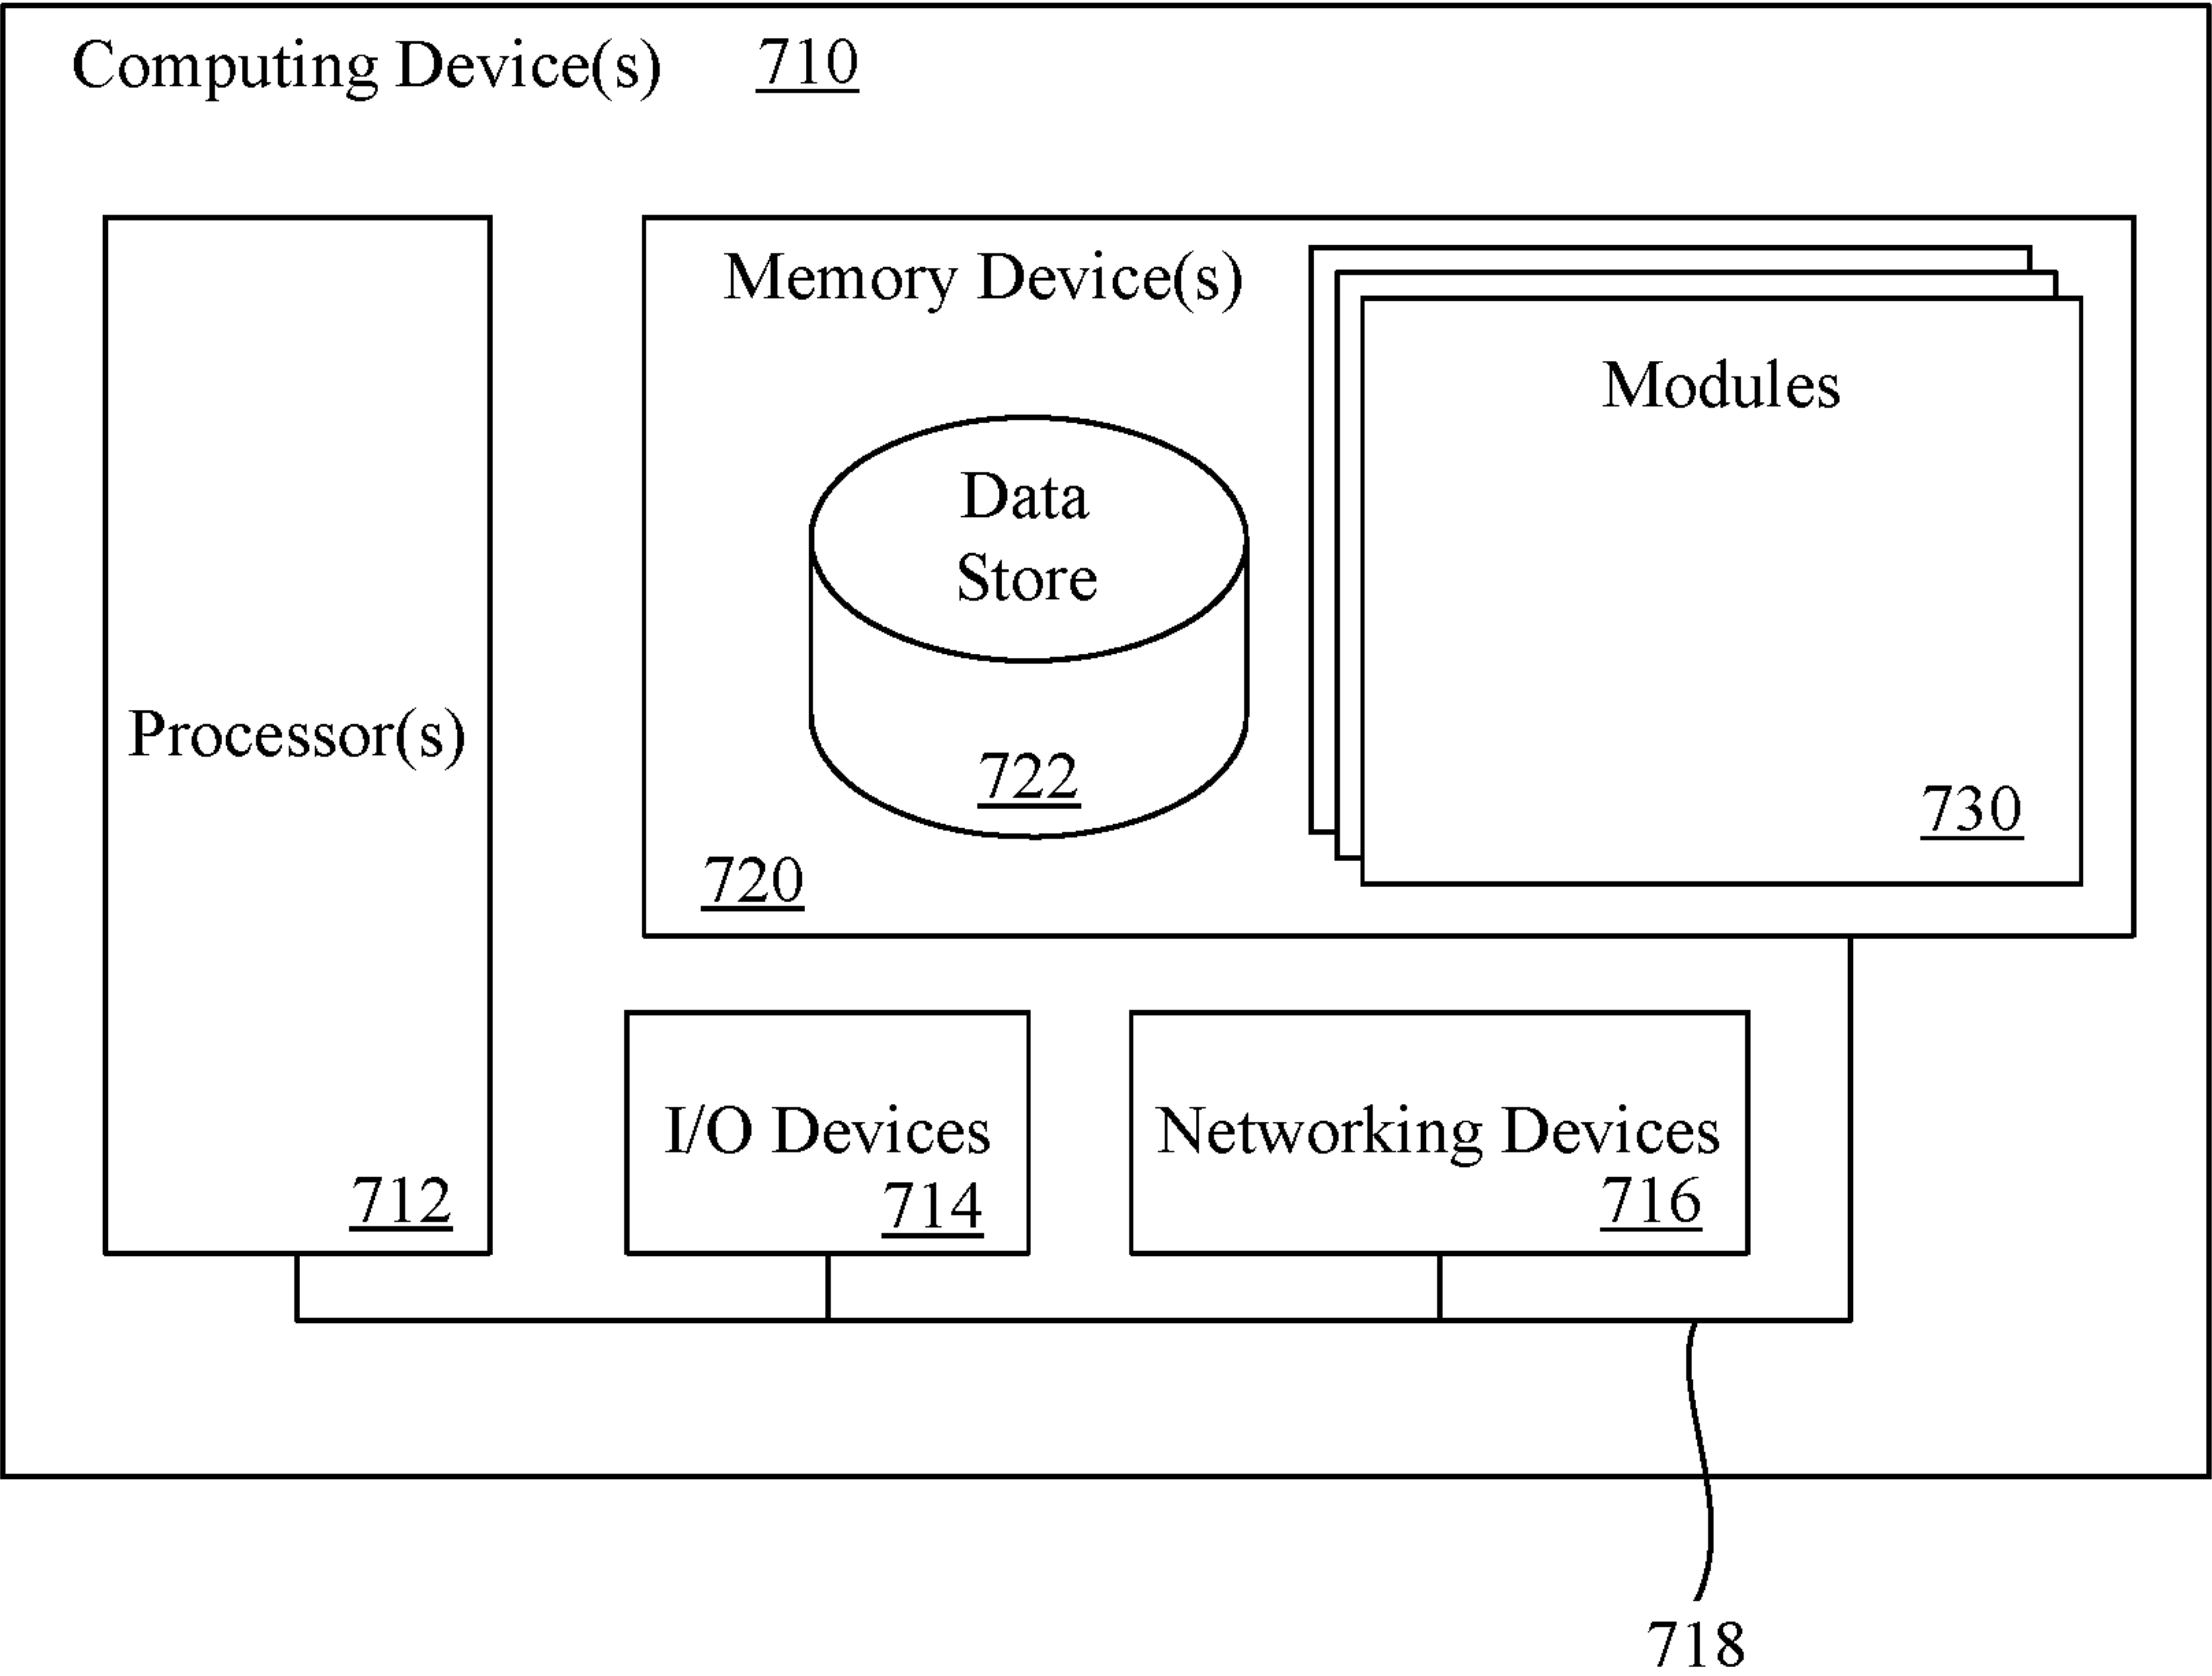 Computing Device(s) 710
Memory Device(s)
Modules
Data
Store
Processor(s)
722
730
720
I/O Devices
Networking Devices
712
714
716
718